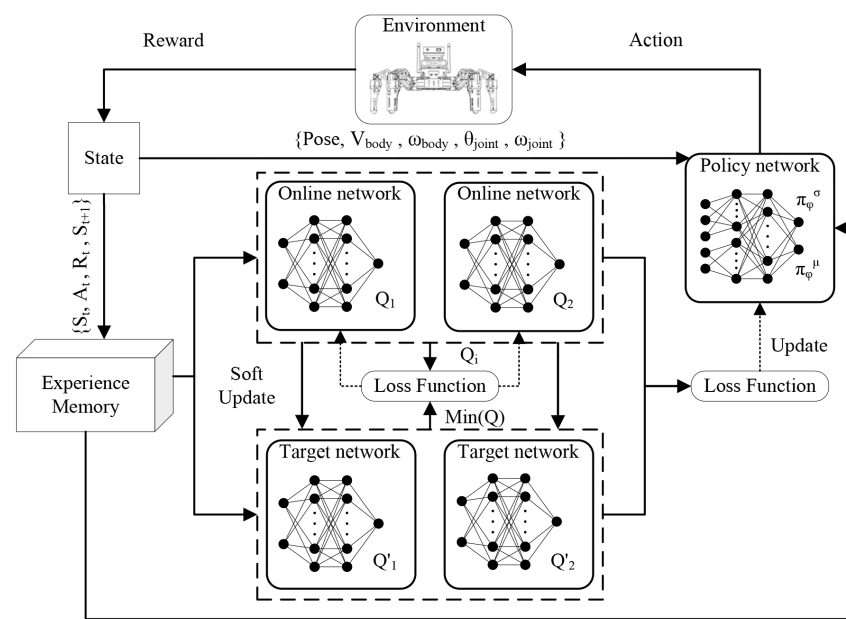 Environment
Reward
Action
State
{Pose, V_body , ω_body , θ_joint , ω_joint }
Policy network
π_φ^σ
π_φ^μ
{S_t, A_t, R_t , S_t+1}
Online network
Q_1
Online network
Q_2
Experience
Memory
Soft
Update
Q_i
Loss Function
Min(Q)
Update
Loss Function
Target network
Q'_1
Target network
Q'_2